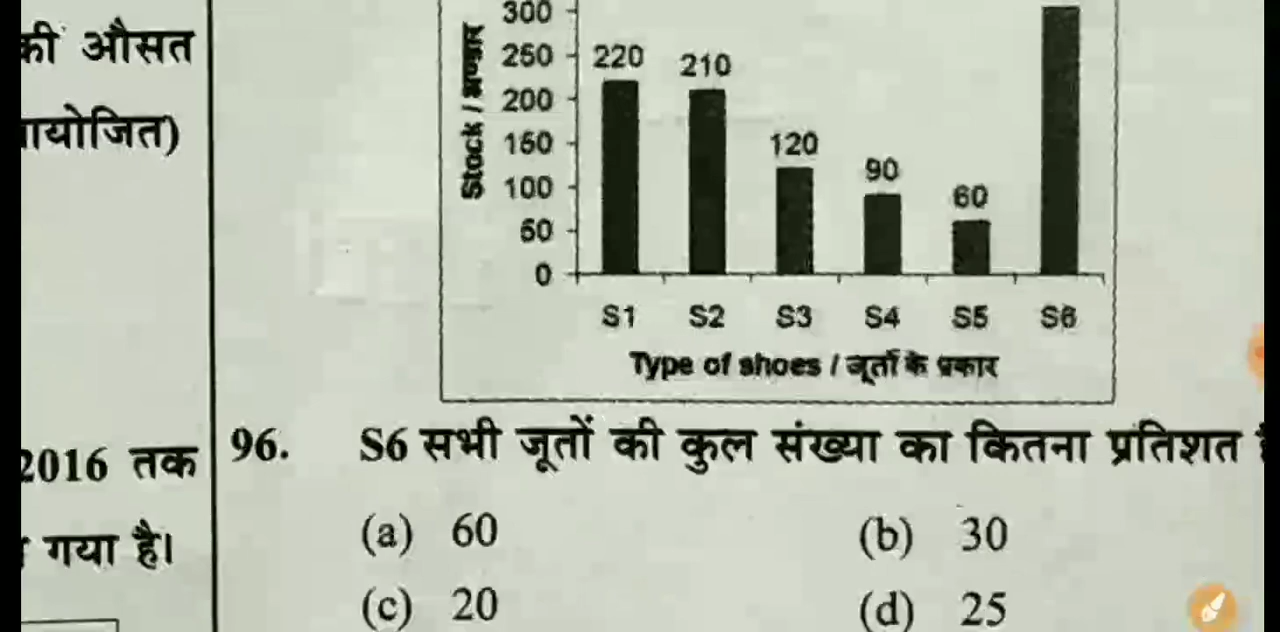 की औसत
2016 तक
गया है।
Stock / भण्डार
300
250
200
150
100
50
0
220
210
120
90
60
S1 S2 S3 S4 S5 S6
Type of shoes / जूतों के प्रकार
96. S6 सभी जूतों की कुल संख्या का कितना प्रतिशत
(a) 60 (b) 30
(c) 20 (d) 25